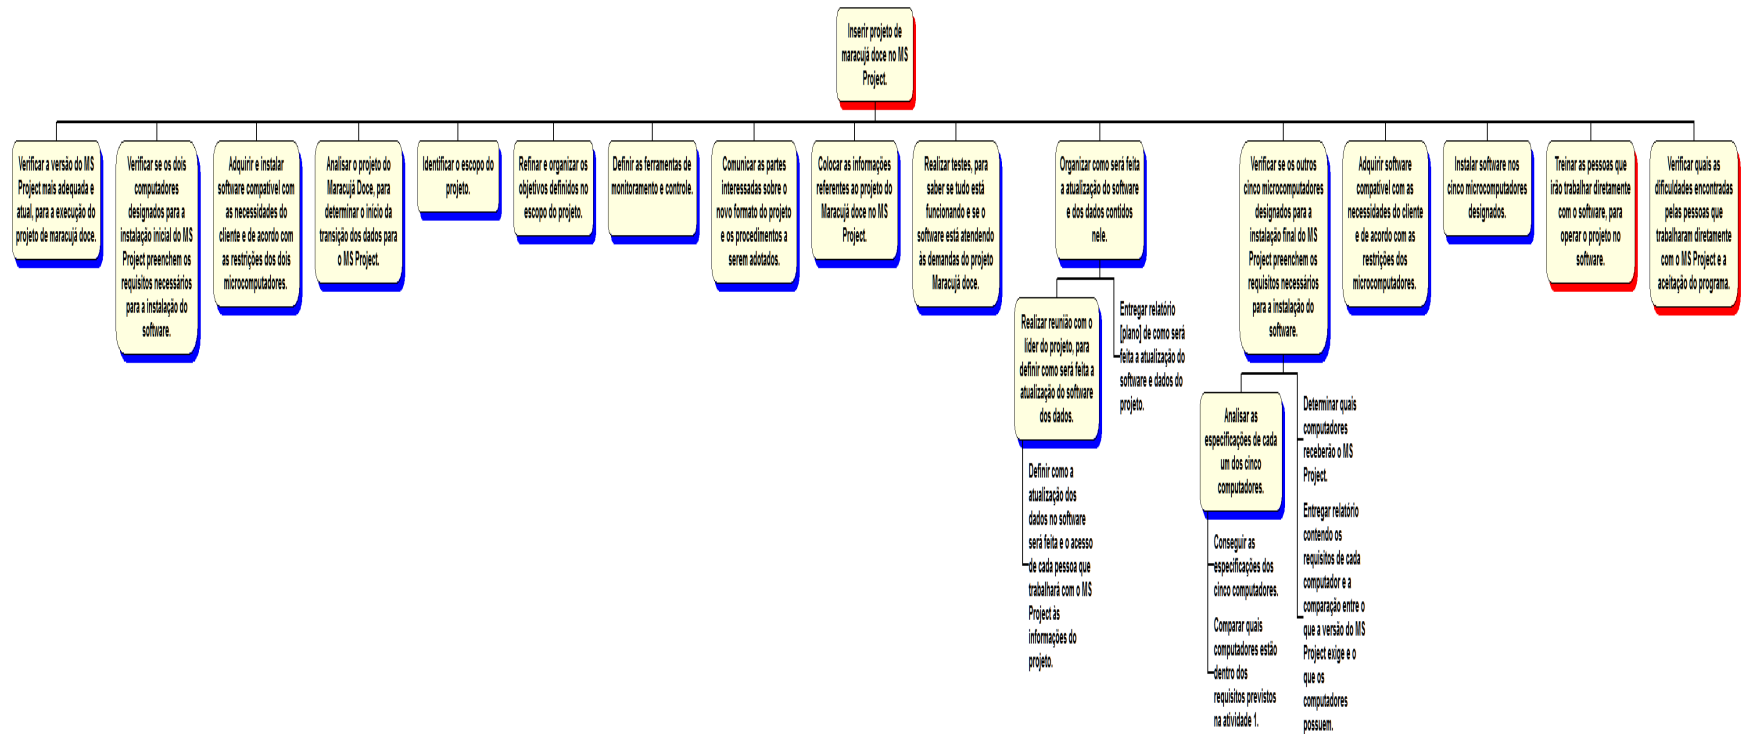 Inserir projeto de
maracujá doce no MS
Project.
Verificar a versão do MS
Project mais adequada e
atual, para a execução do
projeto de maracujá doce.
Verificar se os dois
computadores
designados para a
instalação inicial do MS
Project preenchem os
requisitos necessários
para a instalação do
software.
Adquirir e instalar
software compatível com
as necessidades do
cliente e de acordo com
as restrições dos dois
microcomputadores.
Analisar o projeto do
Maracujá Doce, para
determinar o início da
transição dos dados para
o MS Project.
Identificar o escopo do
projeto.
Refinar e organizar os
objetivos definidos no
escopo do projeto.
Definir as ferramentas de
monitoramento e controle.
Comunicar as partes
interessadas sobre o
novo formato do projeto
e os procedimentos a
serem adotados.
Colocar as informações
referentes ao projeto do
Maracujá doce no MS
Project.
Realizar testes, para
saber se tudo está
funcionando e se o
software está atendendo
às demandas do projeto
Maracujá doce.
Organizar como será feita
a atualização do software
e dos dados contidos
nele.
Realizar reunião com o
líder do projeto, para
definir como será feita a
atualização do software
dos dados.
Definir como a
atualização dos
dados no software
será feita e o acesso
de cada pessoa que
trabalhará com o MS
Project às
informações do
projeto.
Entregar relatório
[plano] de como será
feita a atualização do
software e dados do
projeto.
Verificar se os outros
cinco microcomputadores
designados para a
instalação final do MS
Project preenchem os
requisitos necessários
para a instalação do
software.
Analisar as
especificações de cada
um dos cinco
computadores.
Conseguir as
especificações dos
cinco computadores.
Comparar quais
computadores estão
dentro dos
requisitos previstos
na atividade 1.
Determinar quais
computadores
receberão o MS
Project.
Entregar relatório
contendo os
requisitos de cada
computador e a
comparação entre o
que a versão do MS
Project exige e o
que os
computadores
possuem.
Adquirir software
compatível com as
necessidades do cliente
e de acordo com as
restrições dos
microcomputadores.
Instalar software nos
cinco microcomputadores
designados.
Treinar as pessoas que
irão trabalhar diretamente
com o software, para
operar o projeto no
software.
Verificar quais as
dificuldades encontradas
pelas pessoas que
trabalharam diretamente
com o MS Project e a
aceitação do programa.